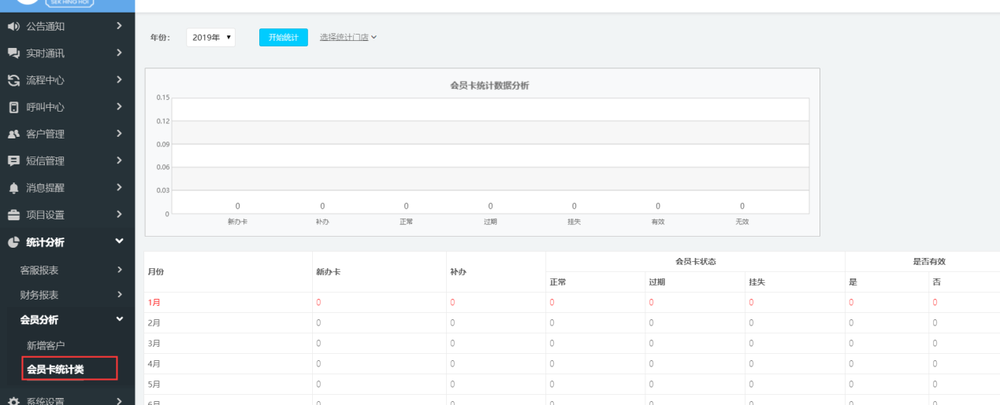 SEK HING HOI
公告通知
实时通讯
流程中心
呼叫中心
客户管理
短信管理
消息提醒
项目设置
统计分析
客服报表
财务报表
会员分析
新增客户
会员卡统计类
系统设置
年份: 2019年 开始统计 选择统计门店
会员卡统计数据分析
0.15
0.12
0.09
0.06
0.03
0
0 0 0 0 0 0 0
新办卡 补办 正常 过期 挂失 有效 无效
月份 新办卡 补办 会员卡状态 是否有效
正常 过期 挂失 是 否
1月 0 0 0 0 0 0 0
2月 0 0 0 0 0 0 0
3月 0 0 0 0 0 0 0
4月 0 0 0 0 0 0 0
5月 0 0 0 0 0 0 0
6月 0 0 0 0 0 0 0